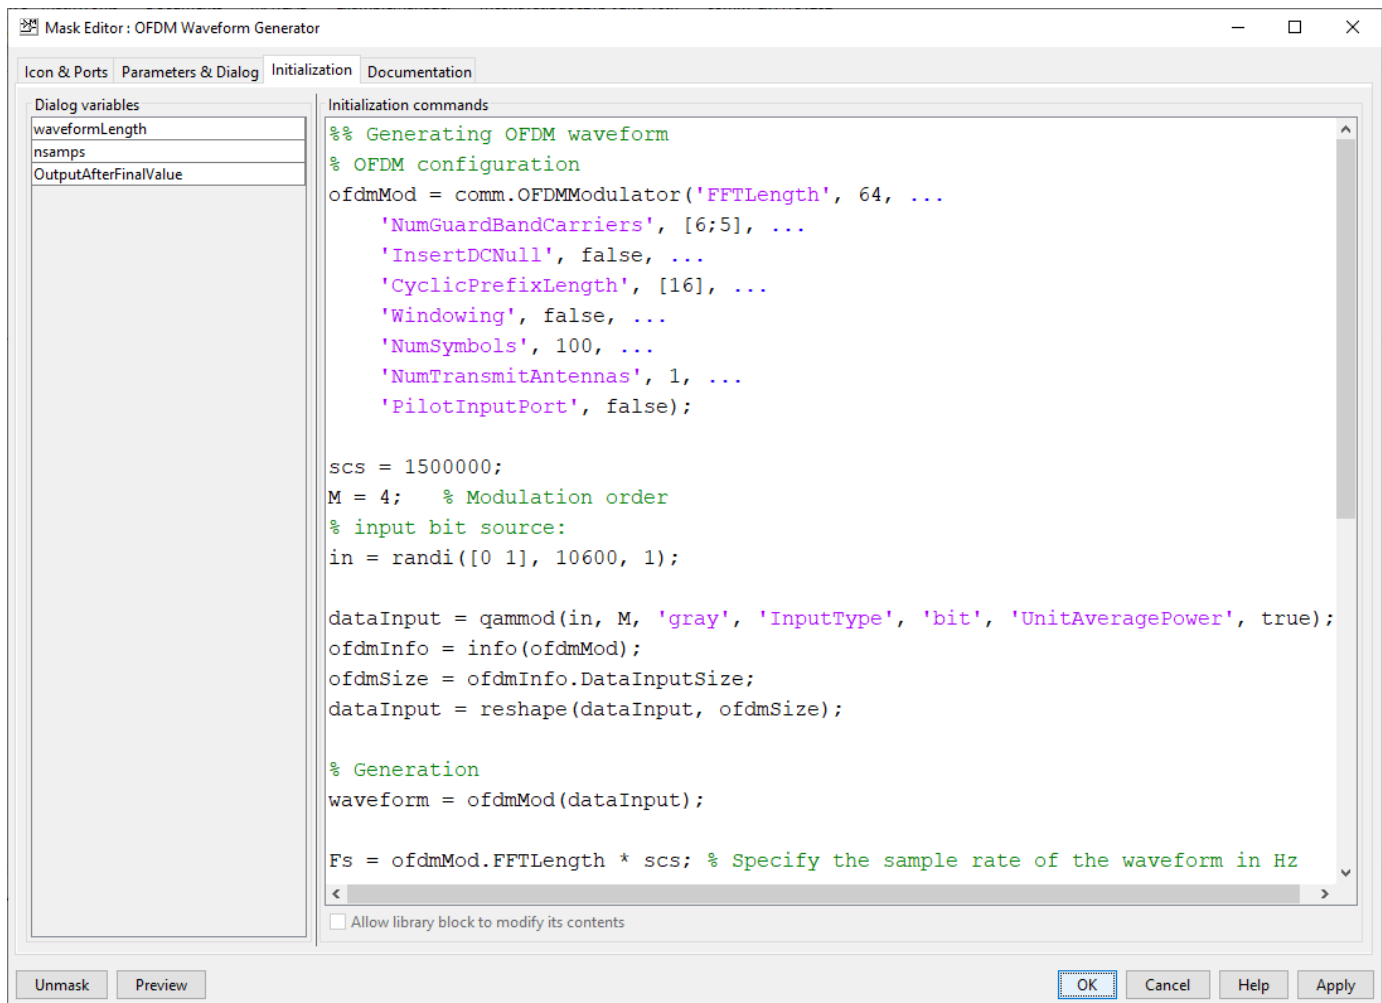 Mask Editor : OFDM Waveform Generator
Icon & Ports Parameters & Dialog Initialization Documentation
Dialog variables
waveformLength
nsamps
OutputAfterFinalValue
Initialization commands
%% Generating OFDM waveform
% OFDM configuration
ofdmMod = comm.OFDMModulator('FFTLength', 64, ...
    'NumGuardBandCarriers', [6;5], ...
    'InsertDCNull', false, ...
    'CyclicPrefixLength', [16], ...
    'Windowing', false, ...
    'NumSymbols', 100, ...
    'NumTransmitAntennas', 1, ...
    'PilotInputPort', false);
scs = 1500000;
M = 4;   % Modulation order
% input bit source:
in = randi([0 1], 10600, 1);
dataInput = qammod(in, M, 'gray', 'InputType', 'bit', 'UnitAveragePower', true);
ofdmInfo = info(ofdmMod);
ofdmSize = ofdmInfo.DataInputSize;
dataInput = reshape(dataInput, ofdmSize);
% Generation
waveform = ofdmMod(dataInput);
Fs = ofdmMod.FFTLength * scs; % Specify the sample rate of the waveform in Hz
Allow library block to modify its contents
Unmask Preview OK Cancel Help Apply